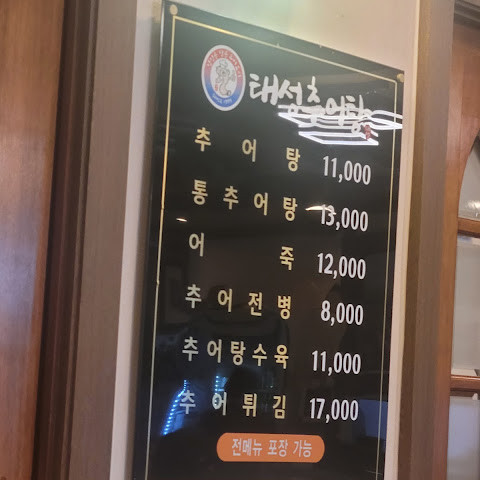 태섬추어탕
추어탕 11,000
통추어탕 13,000
어죽 12,000
추어전병 8,000
추어탕수육 11,000
추어튀김 17,000
전메뉴 포장 가능